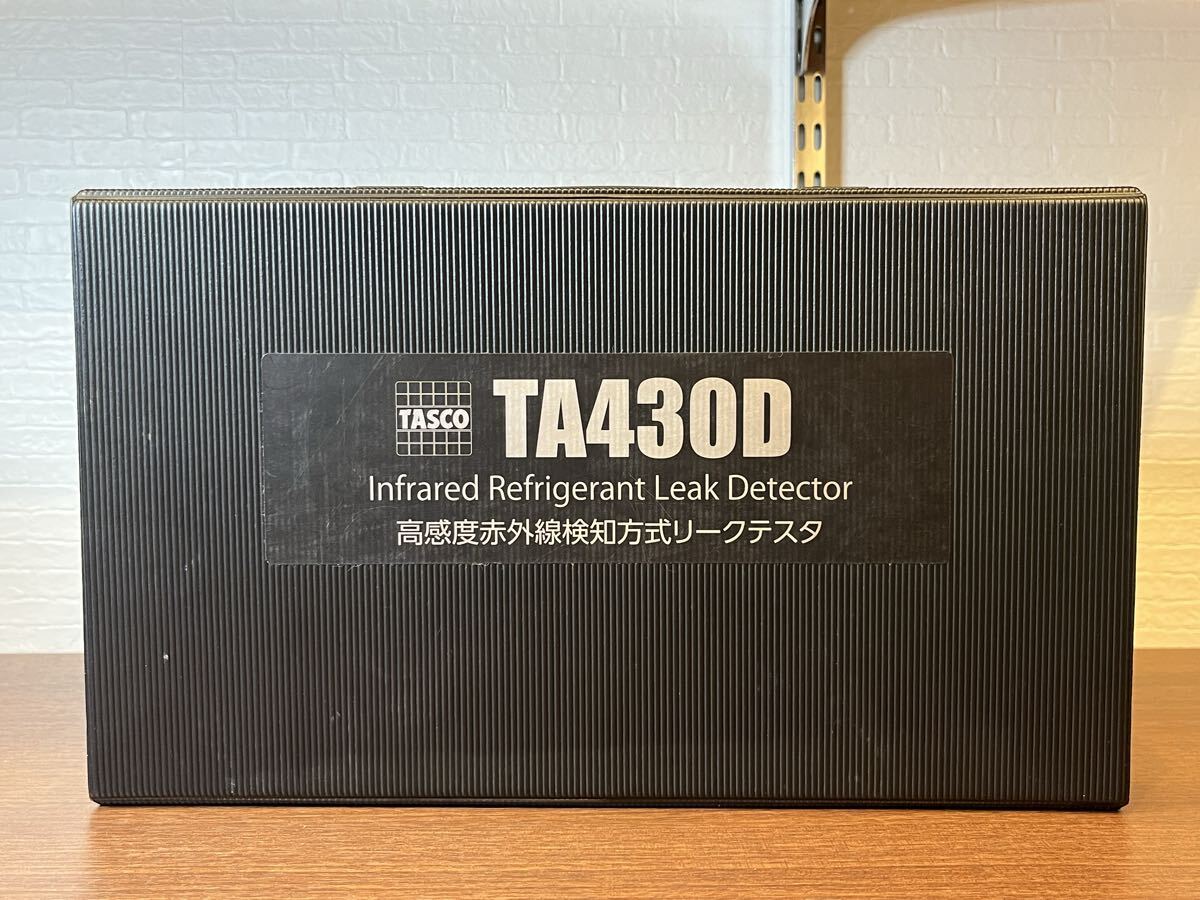 TASCO TA430D
Infrared Refrigerant Leak Detector
高感度赤外線検知方式リークテスタ